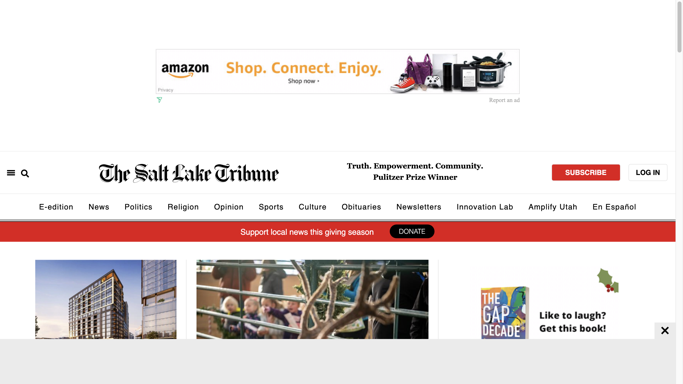 amazon
Shop. Connect. Enjoy.
Shop now
Privacy
Report an ad
The Salt Lake Tribune
Truth. Empowerment. Community.
Pulitzer Prize Winner
SUBSCRIBE
LOG IN
E-edition News Politics Religion Opinion Sports Culture Obituaries Newsletters Innovation Lab Amplify Utah En Español
Support local news this giving season
DONATE
THE
GAP
DECADE
Like to laugh?
Get this book!